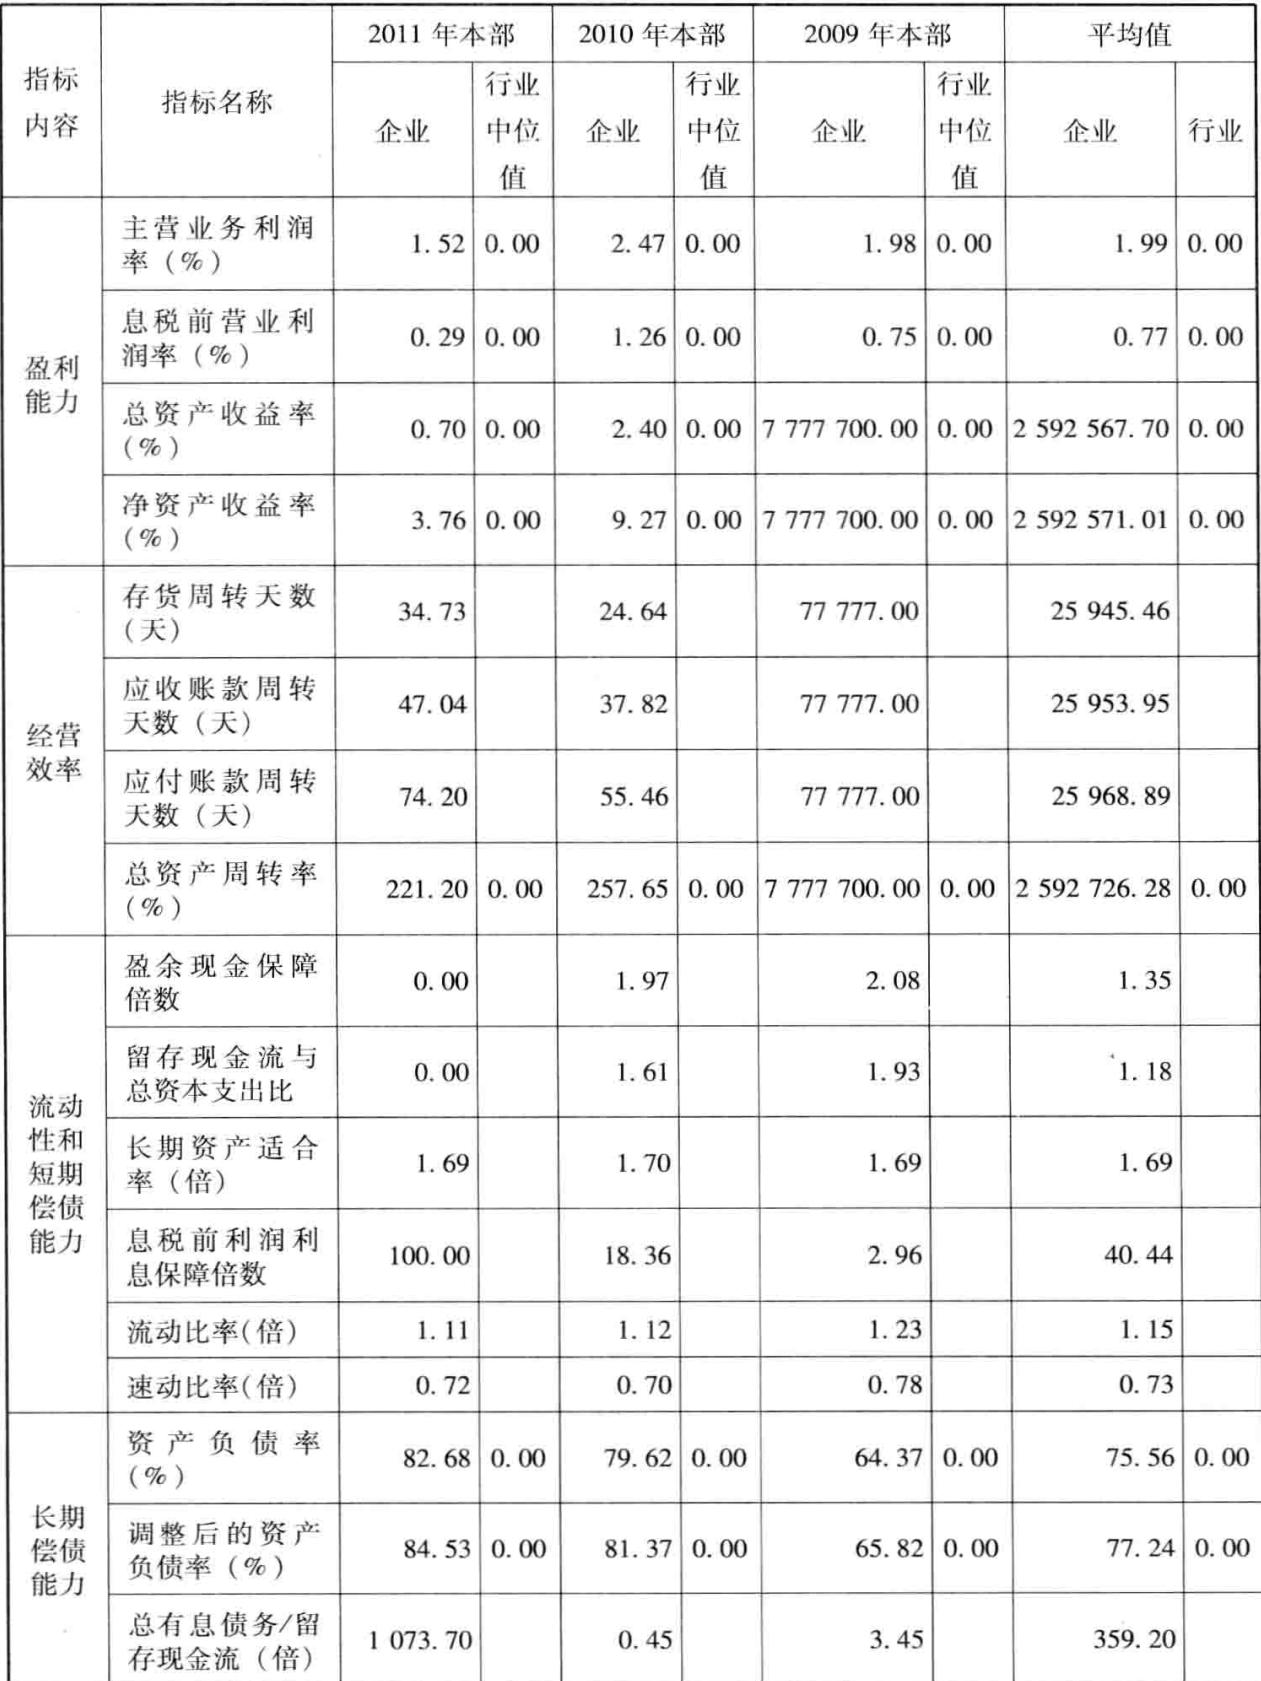 指标内容 指标名称 2011 年本部 2010 年本部 2009 年本部 平均值
企业 行业中位值 企业 行业中位值 企业 行业中位值 企业 行业
盈利能力
主营业务利润率（%） 1.52 0.00 2.47 0.00 1.98 0.00 1.99 0.00
息税前营业利润率（%） 0.29 0.00 1.26 0.00 0.75 0.00 0.77 0.00
总资产收益率（%） 0.70 0.00 2.40 0.00 7 777 700.00 0.00 2 592 567.70 0.00
净资产收益率（%） 3.76 0.00 9.27 0.00 7 777 700.00 0.00 2 592 571.01 0.00
经营效率
存货周转天数（天） 34.73 24.64 77 777.00 25 945.46
应收账款周转天数（天） 47.04 37.82 77 777.00 25 953.95
应付账款周转天数（天） 74.20 55.46 77 777.00 25 968.89
总资产周转率（%） 221.20 0.00 257.65 0.00 7 777 700.00 0.00 2 592 726.28 0.00
流动性和短期偿债能力
盈余现金保障倍数 0.00 1.97 2.08 1.35
留存现金流与总资本支出比 0.00 1.61 1.93 1.18
长期资产适合率（倍） 1.69 1.70 1.69 1.69
息税前利润利息保障倍数 100.00 18.36 2.96 40.44
流动比率（倍） 1.11 1.12 1.23 1.15
速动比率（倍） 0.72 0.70 0.78 0.73
长期偿债能力
资产负债率（%） 82.68 0.00 79.62 0.00 64.37 0.00 75.56 0.00
调整后的资产负债率（%） 84.53 0.00 81.37 0.00 65.82 0.00 77.24 0.00
总有息债务/留存现金流（倍） 1 073.70 0.45 3.45 359.20